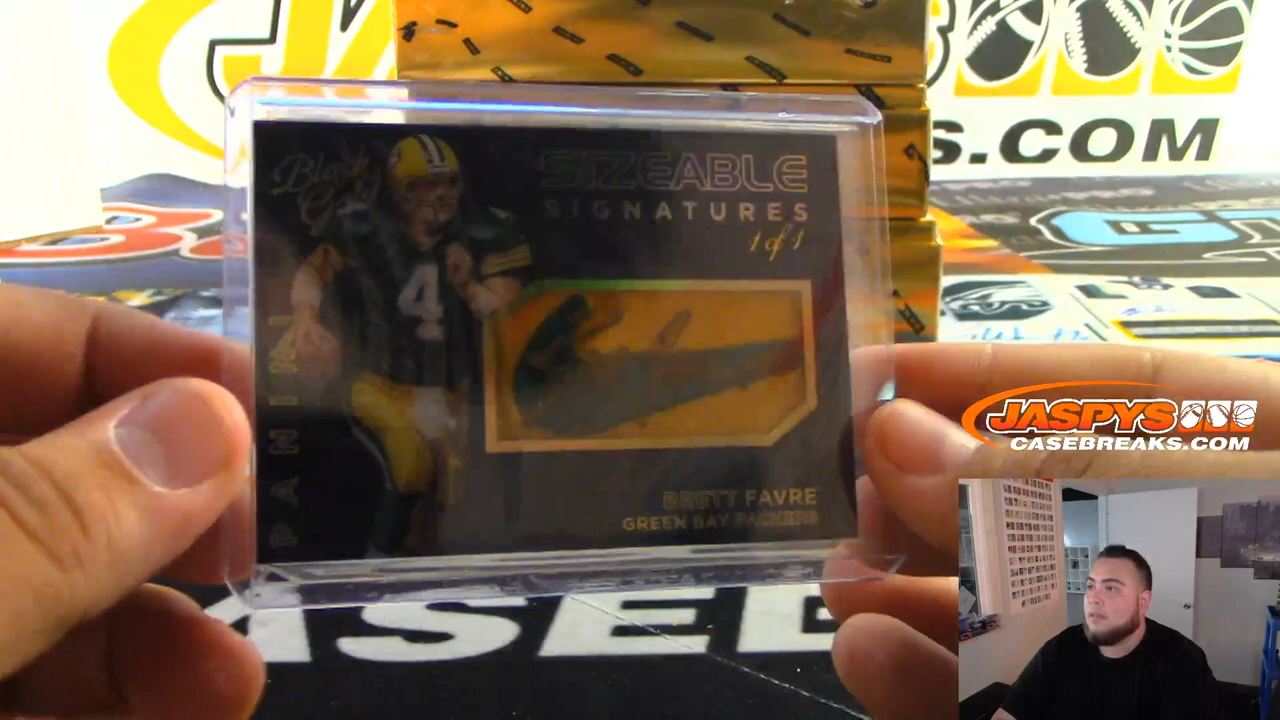 S.COM
Black
Gold
SIZEABLE
SIGNATURES
1 of 1
4
PANINI
BRETT FAVRE
GREEN BAY PACKERS
JASPYS
CASEBREAKS.COM